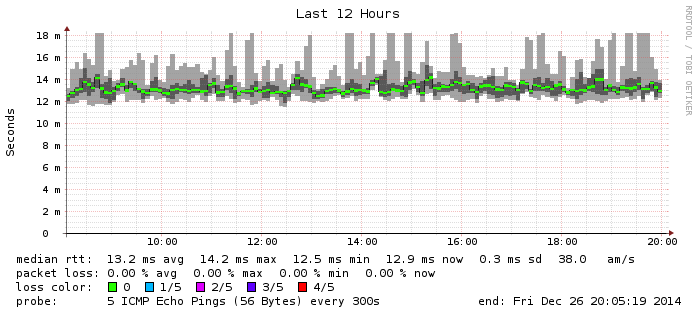 Last 12 Hours
RRDTOOL / TOBI OETIKER
Seconds
18 m
16 m
14 m
12 m
10 m
8 m
6 m
4 m
2 m
0
10:00 12:00 14:00 16:00 18:00 20:00
median rtt: 13.2 ms avg 14.2 ms max 12.5 ms min 12.9 ms now 0.3 ms sd 38.0 am/s
packet loss: 0.00 % avg 0.00 % max 0.00 % min 0.00 % now
loss color: 0 1/5 2/5 3/5 4/5
probe: 5 ICMP Echo Pings (56 Bytes) every 300s end: Fri Dec 26 20:05:19 2014